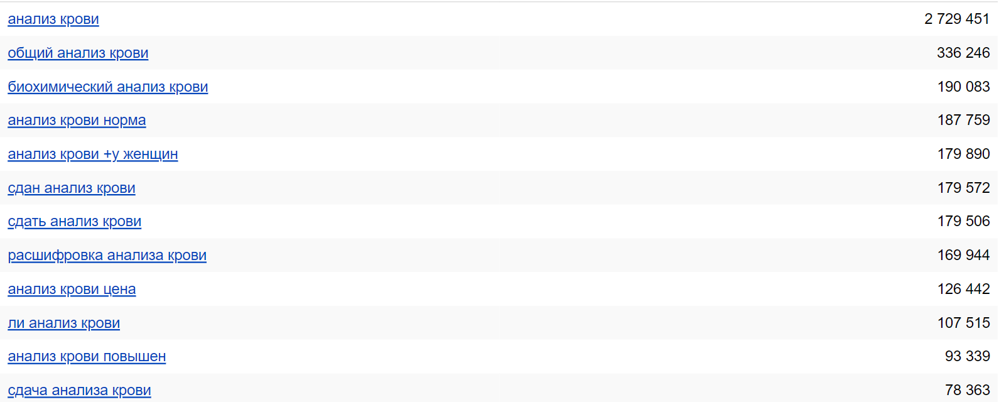 анализ крови 2 729 451
общий анализ крови 336 246
биохимический анализ крови 190 083
анализ крови норма 187 759
анализ крови +у женщин 179 890
сдан анализ крови 179 572
сдать анализ крови 179 506
расшифровка анализа крови 169 944
анализ крови цена 126 442
ли анализ крови 107 515
анализ крови повышен 93 339
сдача анализа крови 78 363